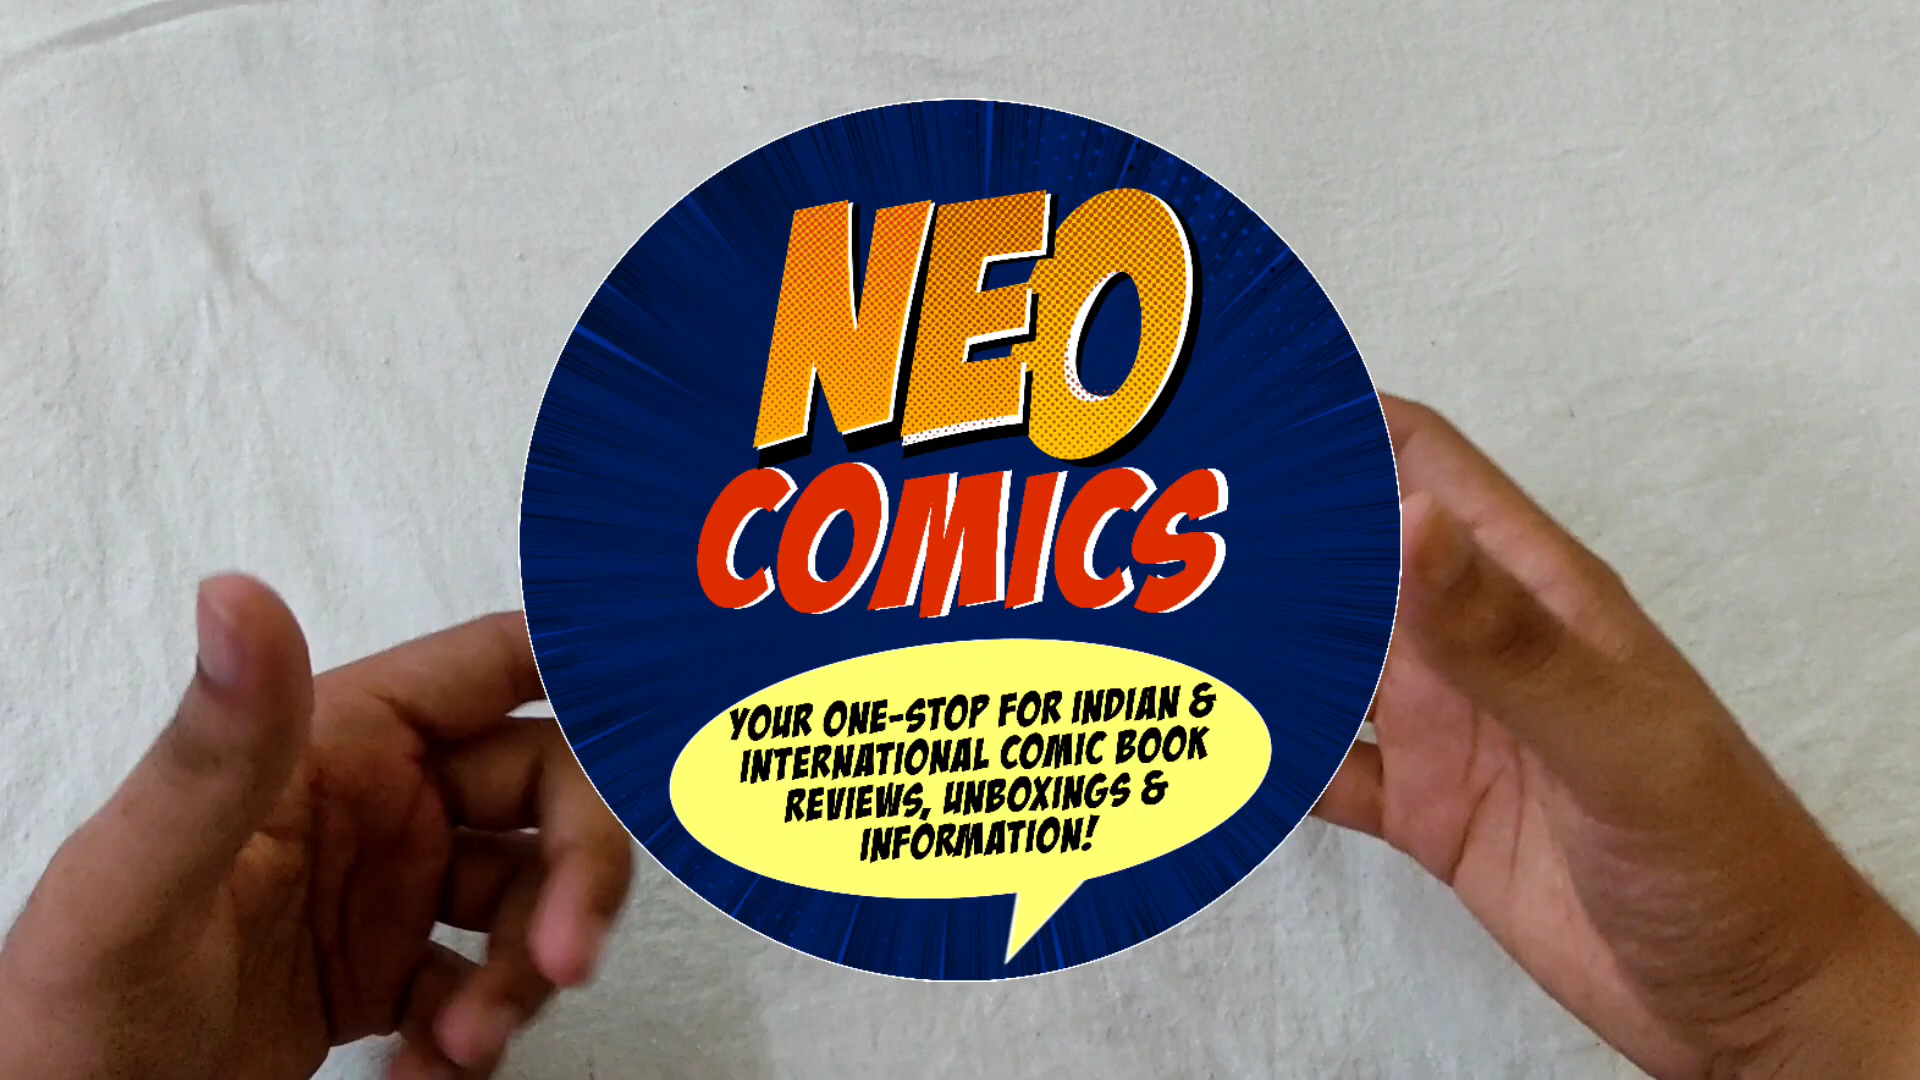 NEO
COMICS
YOUR ONE-STOP FOR INDIAN &
INTERNATIONAL COMIC BOOK
REVIEWS, UNBOXINGS &
INFORMATION!